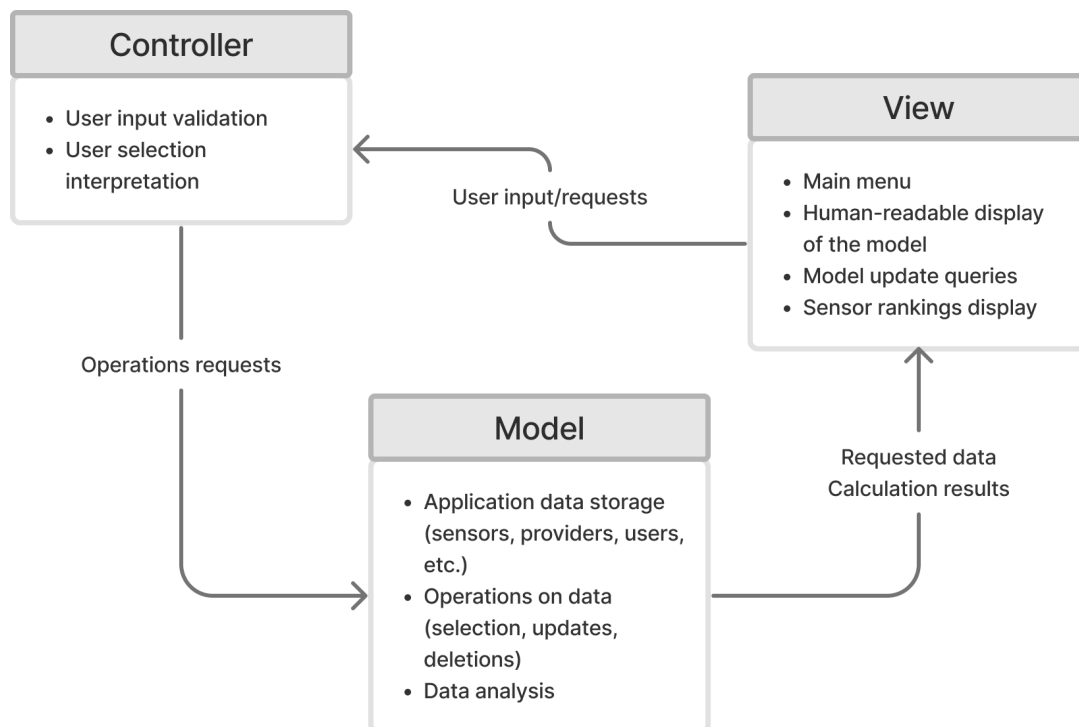 Controller
• User input validation
• User selection
interpretation
User input/requests
View
• Main menu
• Human-readable display
of the model
• Model update queries
• Sensor rankings display
Operations requests
Model
• Application data storage
(sensors, providers, users,
etc.)
• Operations on data
(selection, updates,
deletions)
• Data analysis
Requested data
Calculation results